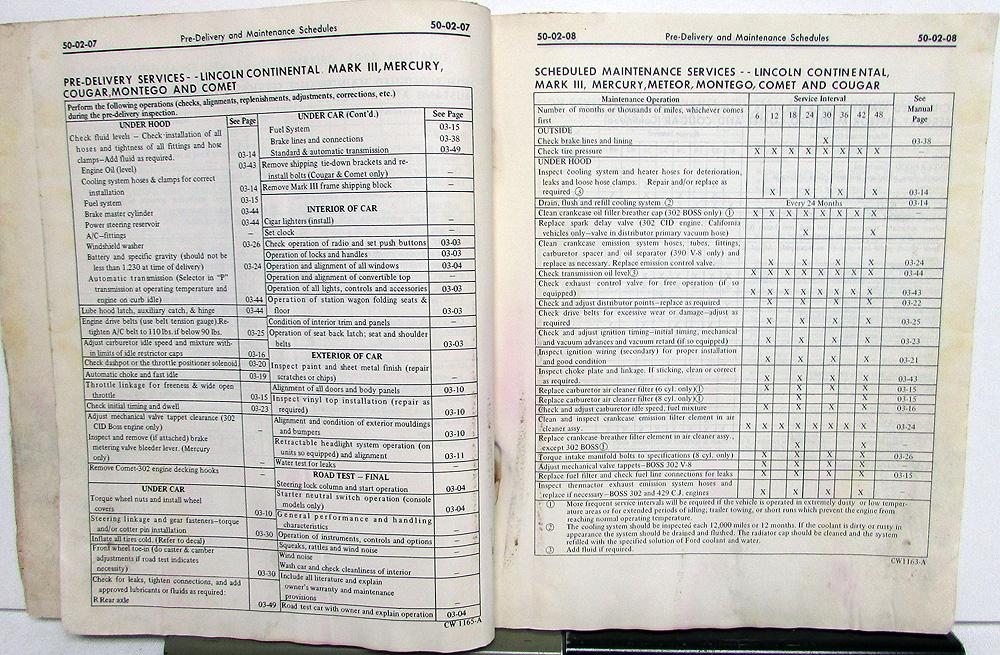 50-02-07
Pre-Delivery and Maintenance Schedules
50-02-07
PRE-DELIVERY SERVICES--LINCOLN CONTINENTAL MARK III, MERCURY,
COUGAR, MONTEGO AND COMET
Perform the following operations (checks, alignments, replenishments, adjustments, corrections, etc.)
during the pre-delivery inspection.
UNDER HOOD See Page
Check fluid levels – Check installation of all
hoses and tightness of all fittings and hose
clamps–Add fluid as required. 03-14
Engine Oil (level) 03-43
Cooling system hoses & clamps for correct
installation 03-14
Fuel system 03-15
Brake master cylinder 03-44
Power steering reservoir 03-44
A/C–fittings –
Windshield washer 03-26
Battery and specific gravity (should not be
less than 1.230 at time of delivery) 03-24
Automatic transmission (Selector in "P"
transmission at operating temperature and
engine on curb idle) 03-44
Lube hood latch, auxiliary catch, & hinge 03-44
Engine drive belts (use belt tension gauge).Re-
tighten A/C belt to 110 lbs. if below 90 lbs. 03-25
Adjust carburetor idle speed and mixture with-
in limits of idle restrictor caps 03-16
Check dashpot or the throttle positioner solenoid 03-20
Automatic choke and fast idle 03-19
Throttle linkage for freeness & wide open
throttle 03-15
Check initial timing and dwell 03-23
Adjust mechanical valve tappet clearance (302
CID Boss engine only) –
Inspect and remove (if attached) brake
metering valve bleeder lever. (Mercury
only) –
Remove Comet-302 engine decking hooks –
UNDER CAR
Torque wheel nuts and install wheel
covers 03-10
Steering linkage and gear fasteners–torque
and/or cotter pin installation 03-30
Inflate all tires cold. (Refer to decal) –
Front wheel toe-in (do caster & camber
adjustments if road test indicates
necessity) 03-30
Check for leaks, tighten connections, and add
approved lubricants or fluids as required:
R.Rear axle 03-49
UNDER CAR (Cont'd.) See Page
Fuel System 03-15
Brake lines and connections 03-38
Standard & automatic transmission 03-49
Remove shipping tie-down brackets and re-
install bolts (Cougar & Comet only) –
Remove Mark III frame shipping block –
INTERIOR OF CAR
Cigar lighters (install) –
Set clock –
Check operation of radio and set push buttons 03-03
Operation of locks and handles 03-03
Operation and alignment of all windows 03-04
Operation and alignment of convertible top –
Operation of all lights, controls and accessories 03-03
Operation of station wagon folding seats &
floor 03-03
Condition of interior trim and panels –
Operation of seat back latch; seat and shoulder
belts 03-03
EXTERIOR OF CAR
Inspect paint and sheet metal finish (repair
scratches or chips) –
Alignment of all doors and body panels 03-10
Inspect vinyl top installation (repair as
required) 03-10
Alignment and condition of exterior mouldings
and bumpers 03-10
Retractable headlight system operation (on
units so equipped) and alignment 03-11
Water test for leaks –
ROAD TEST – FINAL
Steering lock column and start operation 03-04
Starter neutral switch operation (console
models only) 03-04
General performance and handling
characteristics –
Operation of instruments, controls and options –
Squeaks, rattles and wind noise –
Wind noise –
Wash car and check cleanliness of interior –
Include all literature and explain
owner's warranty and maintenance
provisions –
Road test car with owner and explain operation 03-04
CW 1165-A
50-02-08
Pre-Delivery and Maintenance Schedules
50-02-08
SCHEDULED MAINTENANCE SERVICES -- LINCOLN CONTINENTAL,
MARK III, MERCURY, METEOR, MONTEGO, COMET AND COUGAR
Maintenance Operation Service Interval See Manual Page
Number of months or thousands of miles, whichever comes
first 6 12 18 24 30 36 42 48
OUTSIDE
Check brake lines and lining X 03-38
Check tire pressure X X X X X X X X –
UNDER HOOD
Inspect cooling system and heater hoses for deterioration,
leaks and loose hose clamps. Repair and/or replace as
required ③ X X X X 03-14
Drain, flush and refill cooling system ② Every 24 Months 03-14
Clean crankcase oil filler breather cap (302 BOSS only) ① X X X X X X X X –
Replace spark delay valve (302 CID engine, California
vehicles only–valve in distributor primary vacuum hose) X X –
Clean crankcase emission system hoses, tubes, fittings,
carburetor spacer and oil separator (390 V-8 only) and
replace as necessary. Replace emission control valve. X X X X 03-24
Check transmission oil level③ X X X X X X X X 03-44
Check exhaust control valve for free operation (if so
equipped) X X X X X X X X 03-43
Check and adjust distributor points–replace as required X X X X 03-22
Check drive belts for excessive wear or damage–adjust as
required X X X X 03-25
Check and adjust ignition timing–initial timing, mechanical
and vacuum advances and vacuum retard (if so equipped) X X X X 03-23
Inspect ignition wiring (secondary) for proper installation
and good condition X X X X 03-21
Inspect choke plate and linkage. If sticking, clean or correct
as required. X X X X 03-43
Replace carburetor air cleaner filter (6 cyl. only)① X X X X 03-15
Replace carburetor air cleaner filter (8 cyl. only)① X X 03-15
Check and adjust carburetor idle speed, fuel mixture X X X X 03-16
Clean and inspect crankcase emission filter element in air
cleaner assy. X X X X X X X X 03-24
Replace crankcase breather filter element in air cleaner assy.,
except 302 BOSS① X X
Torque intake manifold bolts to specifications (8 cyl. only) X X X X 03-26
Adjust mechanical valve tappets–BOSS 302 V-8 X X X X –
Replace fuel filter and check fuel line connections for leaks X X X X 03-15
Inspect thermactor exhaust emission system hoses and
replace if necessary–BOSS 302 and 429 C.J. engines X X X X –
① More frequent service intervals will be required if the vehicle is operated in extremely dusty or low temper-
ature areas or for extended periods of idling; trailer towing, or short runs which prevent the engine from
reaching normal operating temperature.
② The cooling system should be inspected each 12,000 miles or 12 months. If the coolant is dirty or rusty in
appearance the system should be drained and flushed. The radiator cap should be cleaned and the system
refilled with the specified solution of Ford coolant and water.
③ Add fluid if required.
CW1163-A